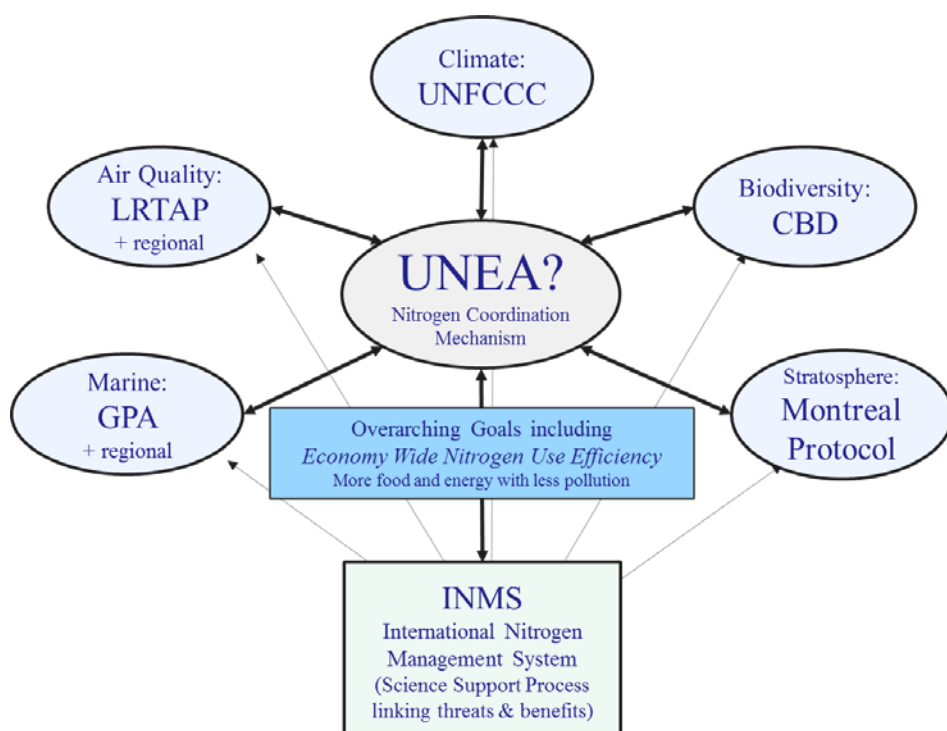 Climate:
UNFCCC
Air Quality:
LRTAP
+ regional
Biodiversity:
CBD
UNEA?
Nitrogen Coordination
Mechanism
Marine:
GPA
+ regional
Stratosphere:
Montreal
Protocol
Overarching Goals including
Economy Wide Nitrogen Use Efficiency
More food and energy with less pollution
INMS
International Nitrogen
Management System
(Science Support Process
linking threats & benefits)